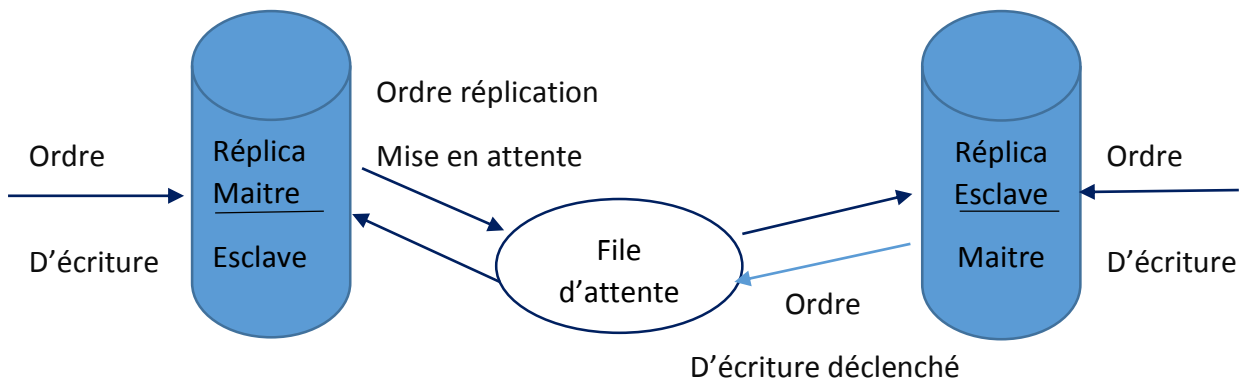 Ordre
D'écriture
Réplica
Maitre
Esclave
Ordre réplication
Mise en attente
File
d'attente
Ordre
D'écriture déclenché
Réplica
Esclave
Maitre
Ordre
D'écriture